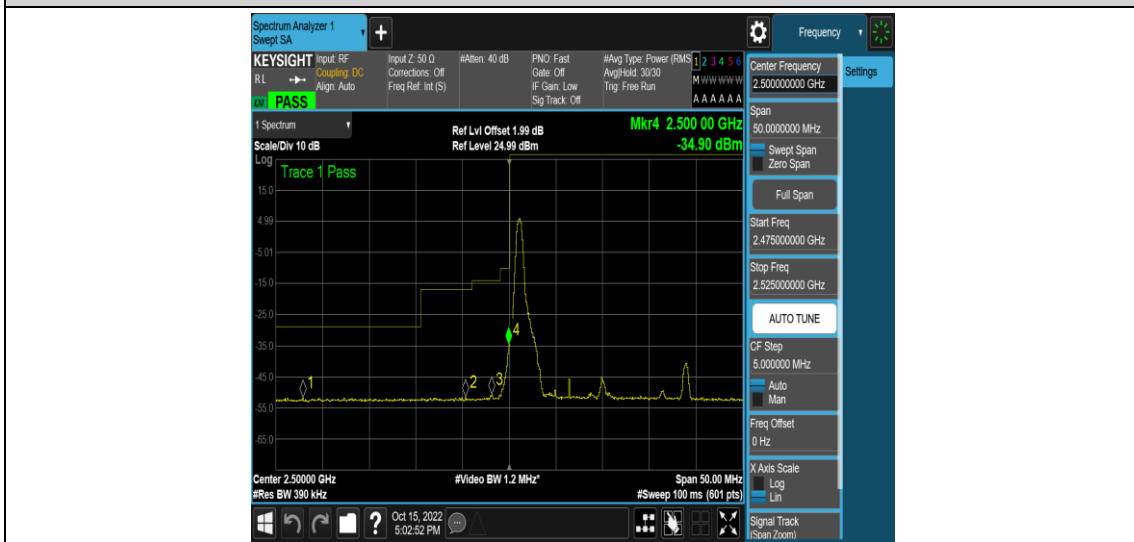 Spectrum Analyzer 1
Swept SA
Frequency
KEYSIGHT
RL
PASS
Input: RF
Coupling: DC
Align: Auto
Input Z: 50 Ω
Corrections: Off
Freq Ref: Int (S)
#Atten: 40 dB
PNO: Fast
Gate: Off
IF Gain: Low
Sig Track: Off
#Avg Type: Power (RMS
Avg|Hold: 30/30
Trig: Free Run
1 2 3 4 5 6
M W W W W W
A A A A A A
Center Frequency
2.500000000 GHz
Settings
Span
50.0000000 MHz
Swept Span
Zero Span
Full Span
Start Freq
2.475000000 GHz
Stop Freq
2.525000000 GHz
AUTO TUNE
CF Step
5.000000 MHz
Auto
Man
Freq Offset
0 Hz
X Axis Scale
Log
Lin
Signal Track
(Span Zoom)
1 Spectrum
Scale/Div 10 dB
Ref Lvl Offset 1.99 dB
Ref Level 24.99 dBm
Mkr4 2.500 00 GHz
-34.90 dBm
Log
Trace 1 Pass
15.0
4.99
-5.01
-15.0
-25.0
4
-35.0
-45.0
1
2
3
-55.0
-65.0
Center 2.50000 GHz
#Video BW 1.2 MHz*
Span 50.00 MHz
#Res BW 390 kHz
#Sweep 100 ms (601 pts)
?
Oct 15, 2022
5:02:52 PM